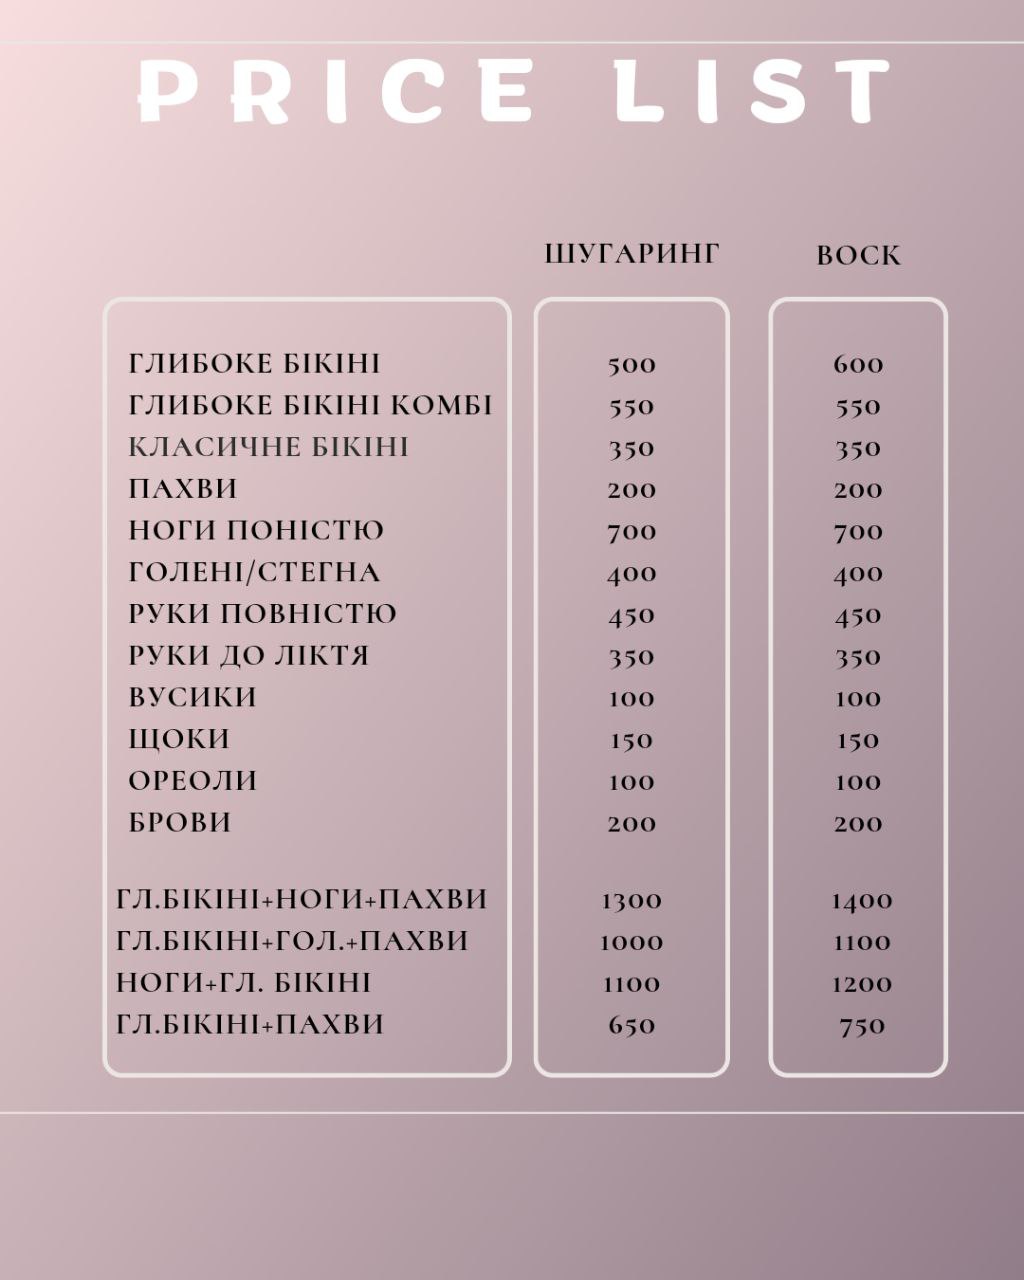 PRICE LIST
ШУГАРИНГ ВОСК
ГЛИБОКЕ БІКІНІ 500 600
ГЛИБОКЕ БІКІНІ КОМБІ 550 550
КЛАСИЧНЕ БІКІНІ 350 350
ПАХВИ 200 200
НОГИ ПОНІСТЮ 700 700
ГОЛЕНІ/СТЕГНА 400 400
РУКИ ПОВНІСТЮ 450 450
РУКИ ДО ЛІКТЯ 350 350
ВУСИКИ 100 100
ЩОКИ 150 150
ОРЕОЛИ 100 100
БРОВИ 200 200
ГЛ.БІКІНІ+НОГИ+ПАХВИ 1300 1400
ГЛ.БІКІНІ+ГОЛ.+ПАХВИ 1000 1100
НОГИ+ГЛ. БІКІНІ 1100 1200
ГЛ.БІКІНІ+ПАХВИ 650 750